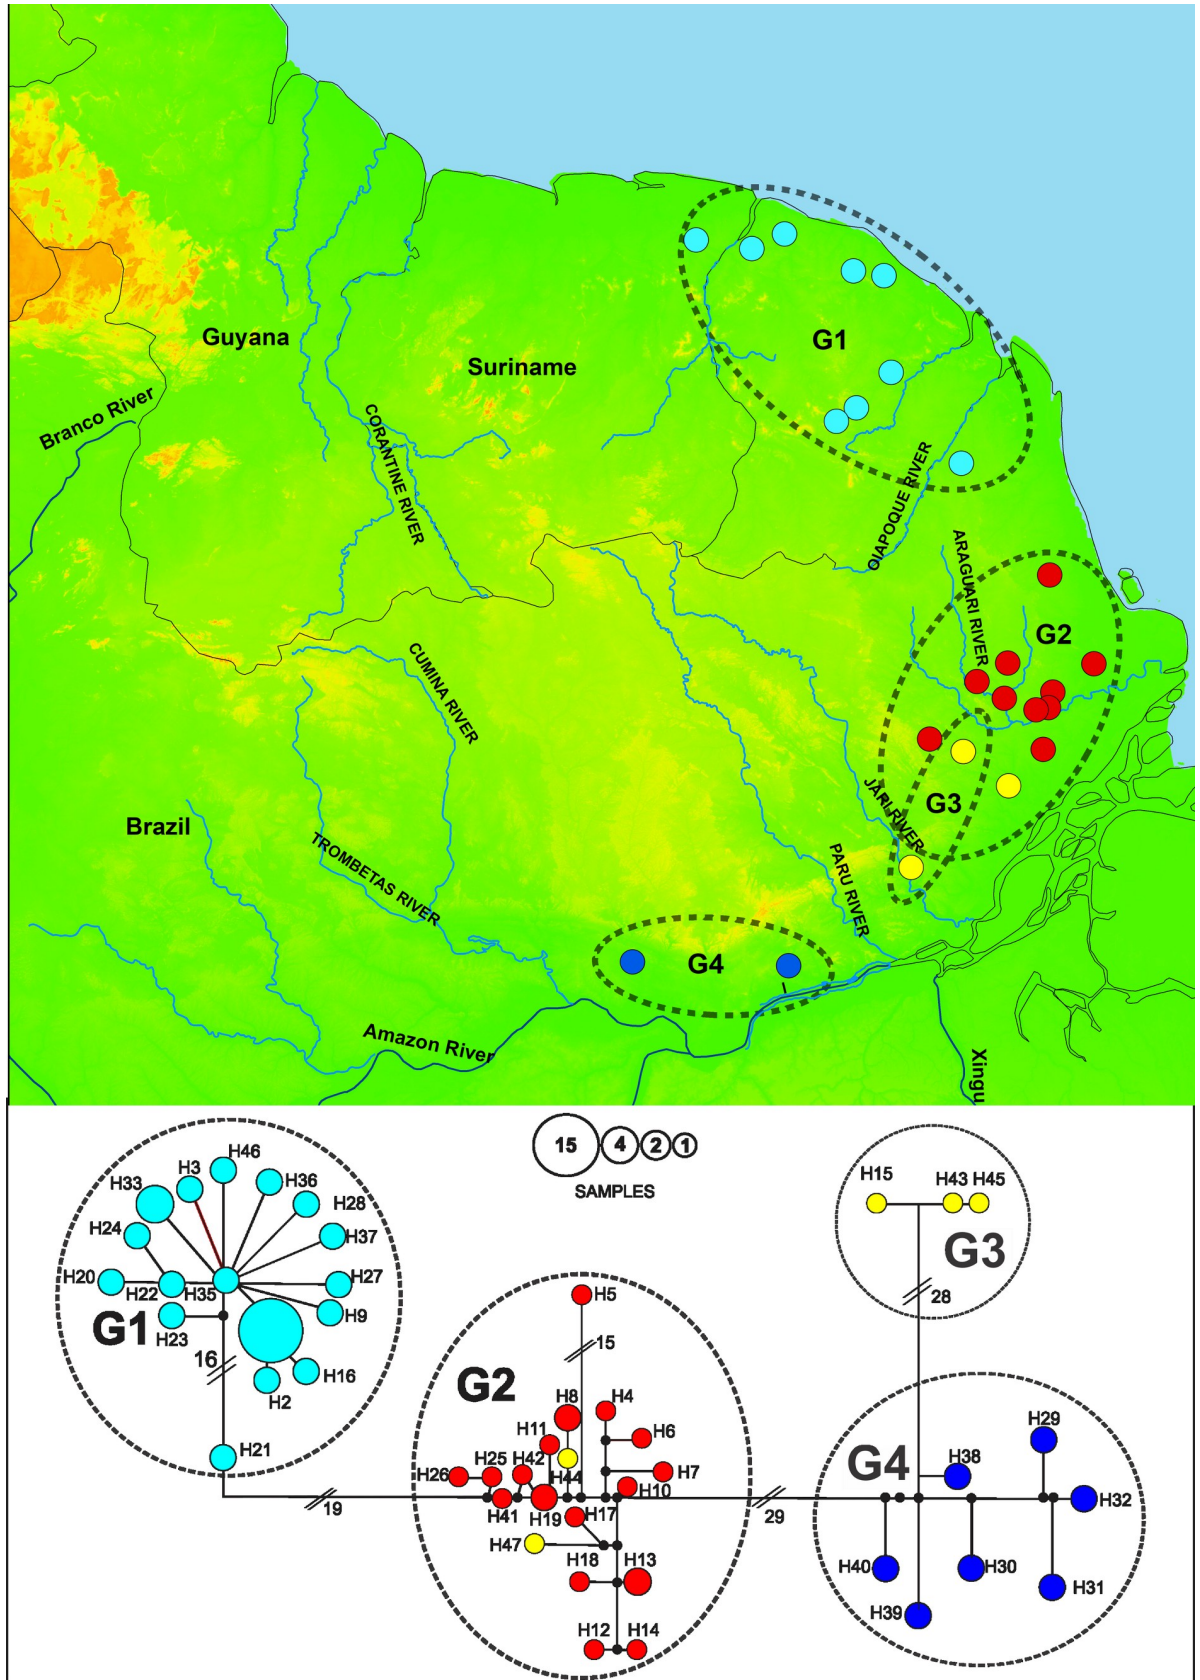 G1
Guyana
Suriname
Branco River
CORANTINE RIVER
OIAPOQUE RIVER
ARAGUARI RIVER
G2
CUMINA RIVER
G3
JARI RIVER
Brazil
TROMBETAS RIVER
PARU RIVER
G4
Amazon River
Xingu
15 4 2 1
SAMPLES
H46
H3
H36
H33
H28
H24
H37
H20
H22
H35
H27
H9
H23
G1
16
H16
H2
H21
19
H5
15
G2
H8
H4
H11
H6
H25
H42
H26
H44
H7
H10
H41
H19
H17
H47
H18
H13
H12
H14
29
H15
H43
H45
G3
28
H29
G4
H38
H32
H40
H30
H31
H39